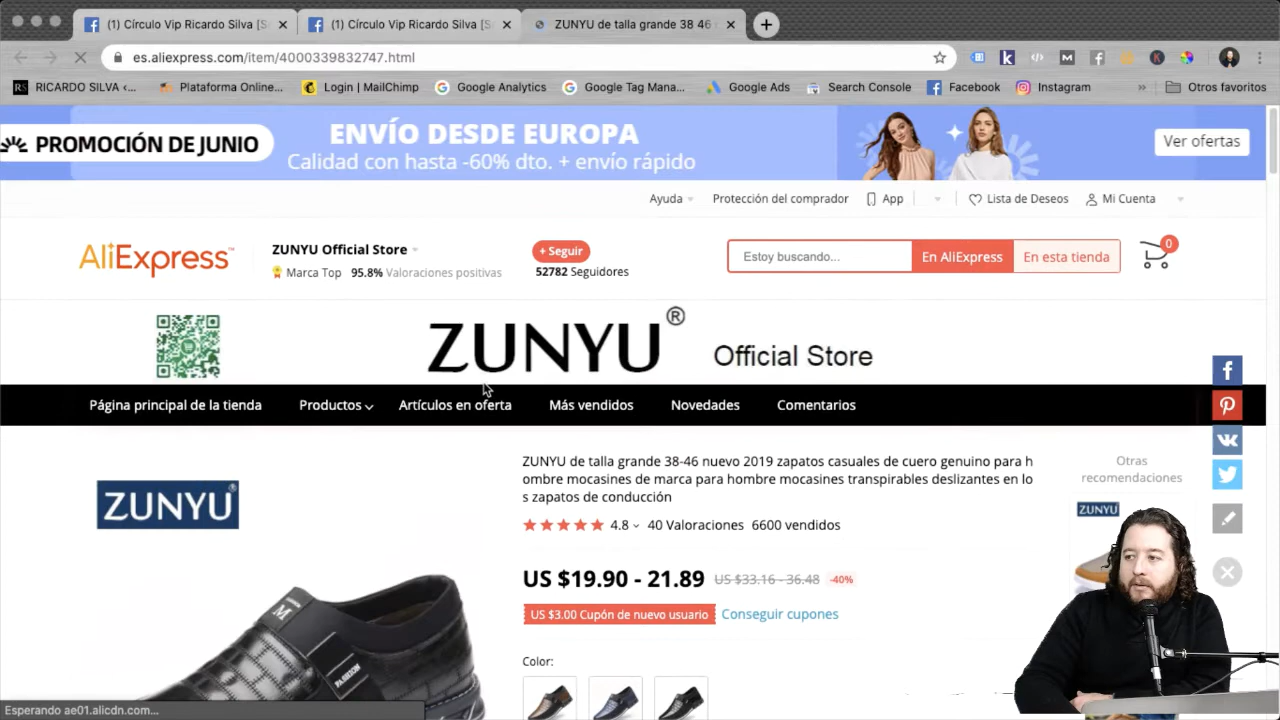 (1) Círculo Vip Ricardo Silva [S
(1) Círculo Vip Ricardo Silva [S
ZUNYU de talla grande 38 46
es.aliexpress.com/item/4000339832747.html
RS RICARDO SILVA ‹...
Plataforma Online...
Login | MailChimp
Google Analytics
Google Tag Mana...
Google Ads
Search Console
Facebook
Instagram
»
Otros favoritos
PROMOCIÓN DE JUNIO
ENVÍO DESDE EUROPA
Calidad con hasta -60% dto. + envío rápido
Ver ofertas
Ayuda
Protección del comprador
App
Lista de Deseos
Mi Cuenta
AliExpress™
ZUNYU Official Store
Marca Top 95.8% Valoraciones positivas
+ Seguir
52782 Seguidores
Estoy buscando...
En AliExpress
En esta tienda
0
ZUNYU® Official Store
Página principal de la tienda
Productos
Artículos en oferta
Más vendidos
Novedades
Comentarios
ZUNYU
ZUNYU de talla grande 38-46 nuevo 2019 zapatos casuales de cuero genuino para h
ombre mocasines de marca para hombre mocasines transpirables deslizantes en lo
s zapatos de conducción
4.8
40 Valoraciones
6600 vendidos
US $19.90 - 21.89 US $33.16 - 36.48 -40%
US $3.00 Cupón de nuevo usuario
Conseguir cupones
Color:
Otras
recomendaciones
ZUNYU
M
FASHION
Esperando ae01.alicdn.com...